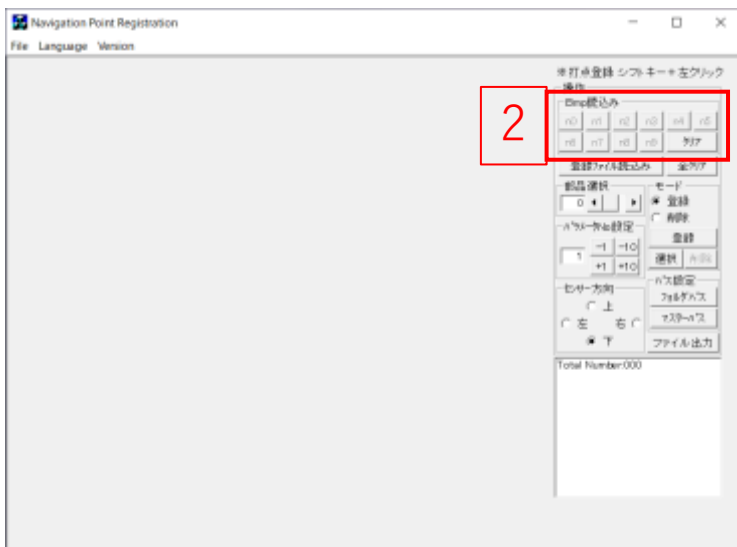 Navigation Point Registration
File Language Version
※打点登録 シフトキー+左クリック
操作
Bmp読込み
2
n0 n1 n2 n3 n4 n5
n6 n7 n8 n9 クリア
登録ファイル読込み 全クリア
部品選択 モード
0 登録
削除
パラメータNo設定 登録
1 -1 -10 選択 削除
+1 +10
センサー方向 パス設定
上 フォルダパス
左 右 マスターパス
下 ファイル出力
Total Number:000